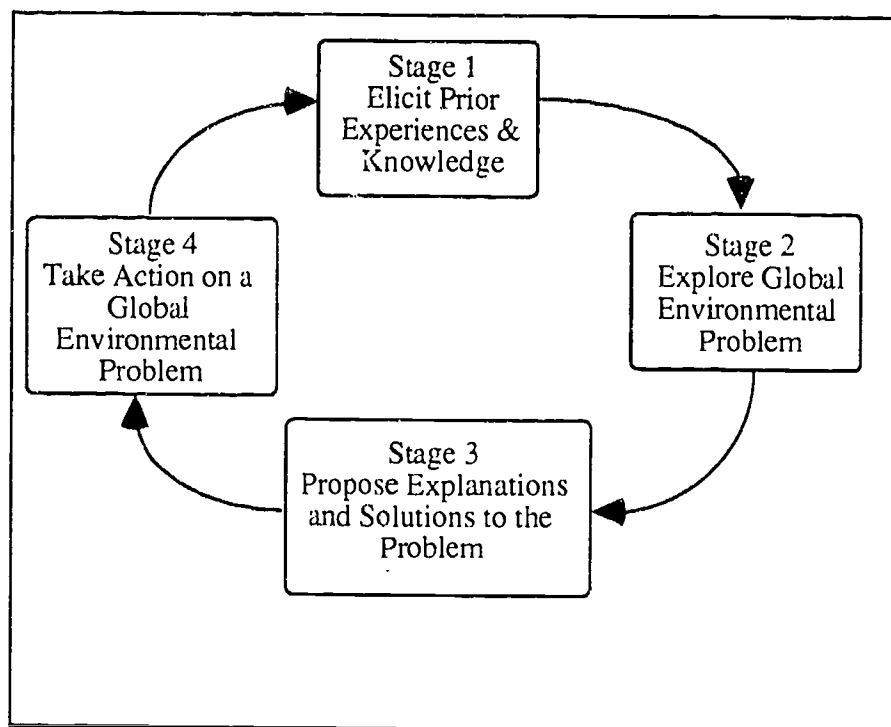 Stage 1
Elicit Prior
Experiences &
Knowledge
Stage 2
Explore Global
Environmental
Problem
Stage 3
Propose Explanations
and Solutions to the
Problem
Stage 4
Take Action on a
Global
Environmental
Problem